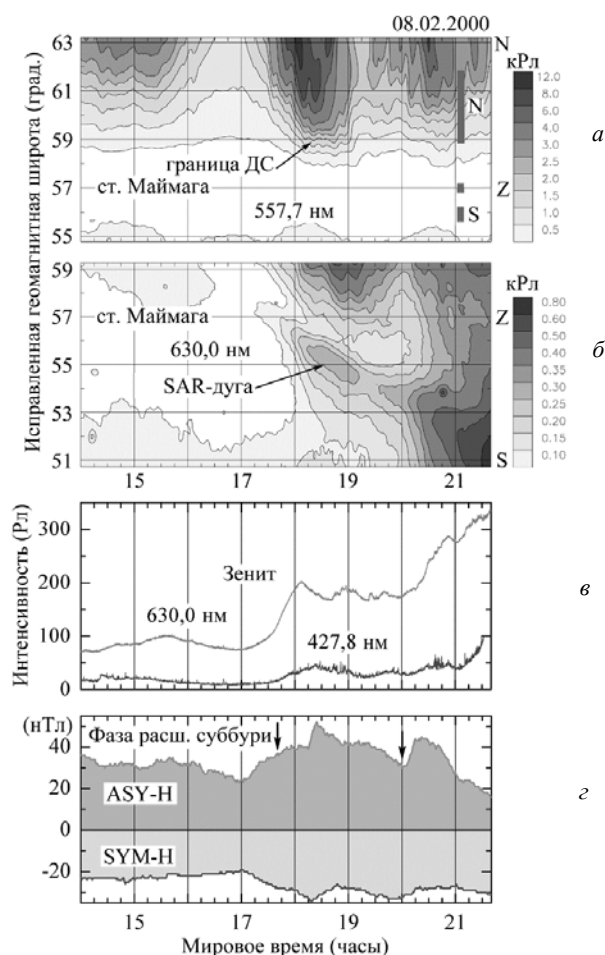 08.02.2000
Исправленная геомагнитная широта (град.)
63
61
59
57
55
N
N
Z
S
граница ДС
ст. Маймага
557,7 нм
кРл
12.0
8.0
6.0
4.0
2.5
2.0
1.5
1.0
0.5
а
59
57
55
53
51
ст. Маймага
630,0 нм
SAR-дуга
Z
S
15
17
19
21
кРл
0.80
0.60
0.50
0.40
0.35
0.30
0.25
0.20
0.15
0.10
б
Интенсивность (Рл)
300
200
100
0
Зенит
630,0 нм
427,8 нм
в
(нТл)
40
20
0
-20
Фаза расш. суббури
ASY-H
SYM-H
г
15
17
19
21
Мировое время (часы)